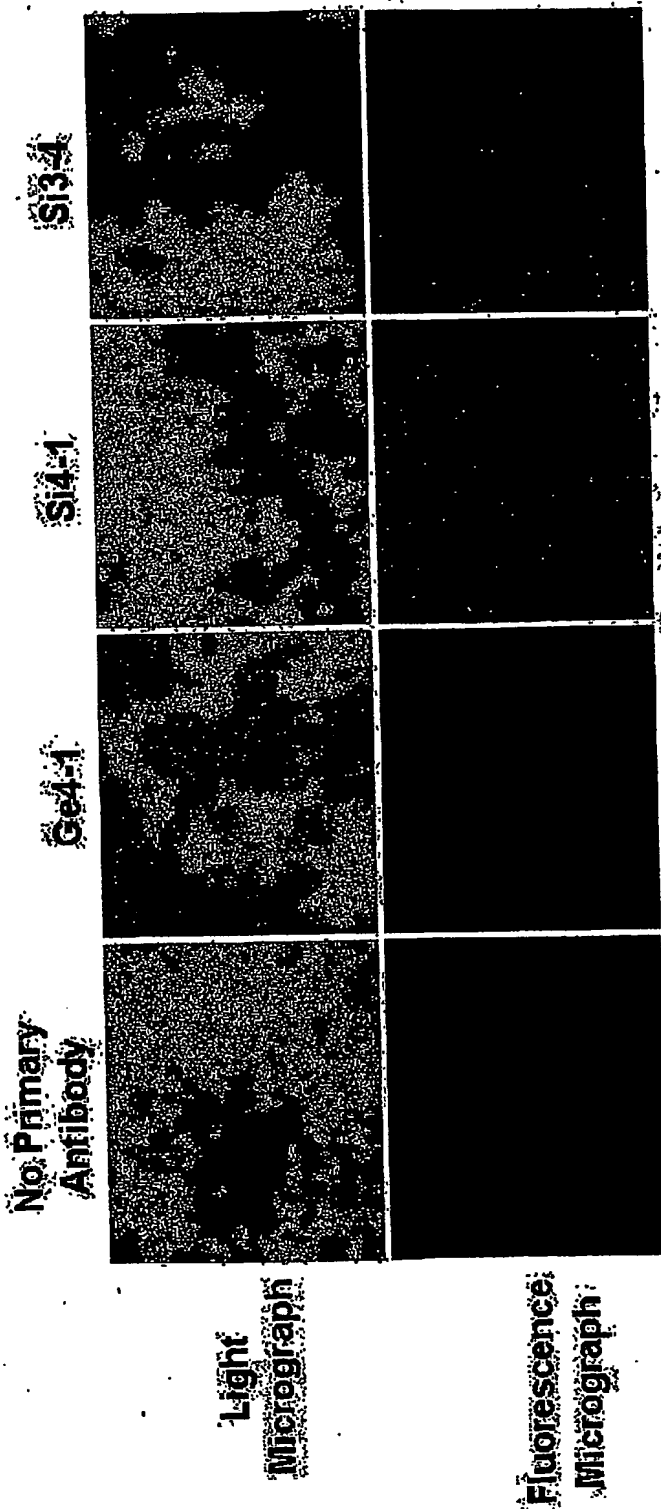 No Primary
Antibody
Ge4-1
Si4-1
Si3-4
Light
Micrograph
Fluorescence
Micrograph